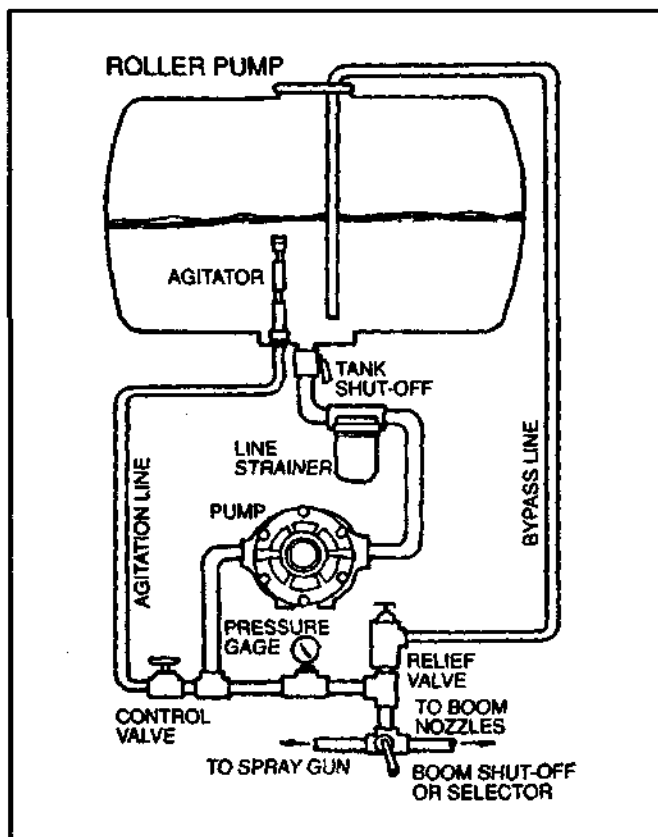 ROLLER PUMP
AGITATOR
TANK
SHUT-OFF
LINE
STRAINER
AGITATION LINE
BYPASS LINE
PUMP
PRESSURE
GAGE
RELIEF
VALVE
CONTROL
VALVE
TO BOOM
NOZZLES
TO SPRAY GUN
BOOM SHUT-OFF
OR SELECTOR